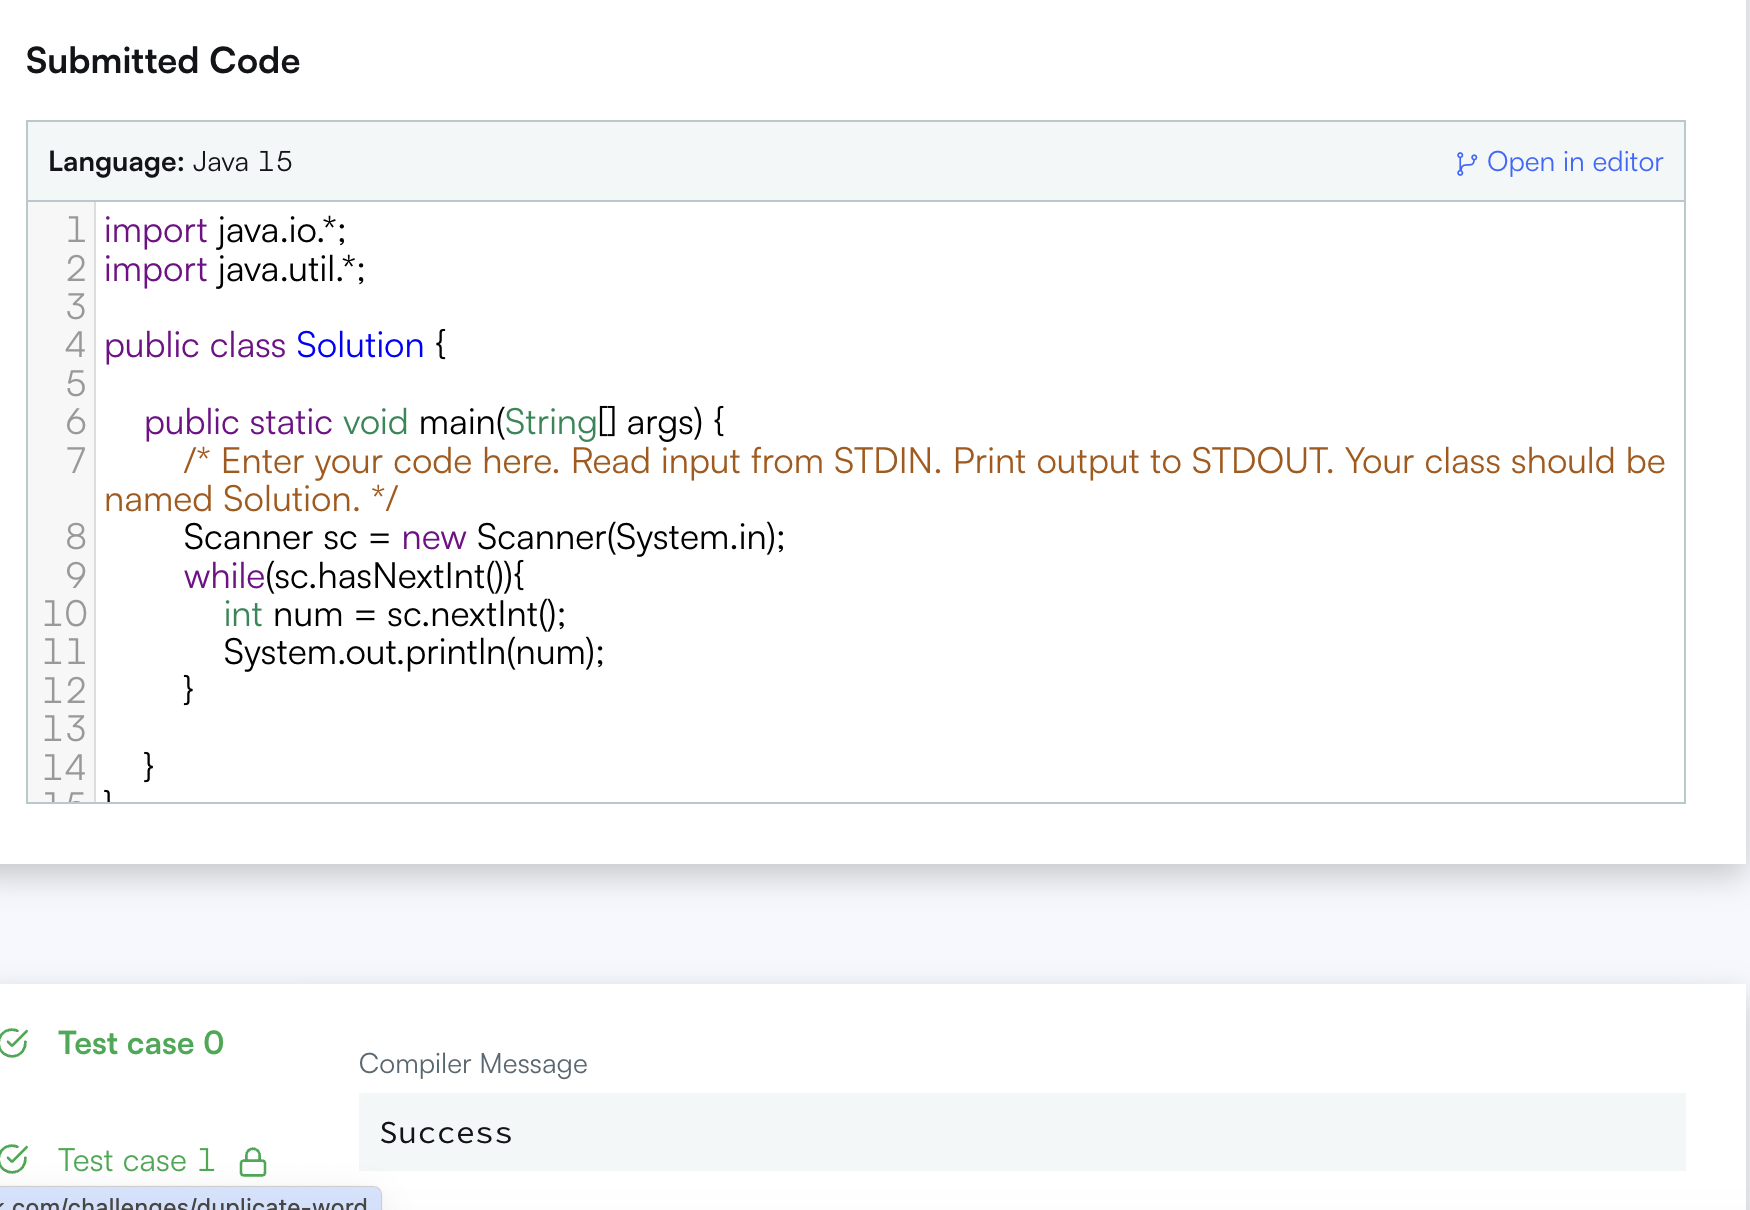 Submitted Code
Language: Java 15
Open in editor
1 import java.io.*;
2 import java.util.*;
3
4 public class Solution {
5
6 public static void main(String[] args) {
7 /* Enter your code here. Read input from STDIN. Print output to STDOUT. Your class should be
named Solution. */
8 Scanner sc = new Scanner(System.in);
9 while(sc.hasNextInt()){
10 int num = sc.nextInt();
11 System.out.println(num);
12 }
13
14 }
15 }
Test case 0
Compiler Message
Success
Test case 1
.com/challenges/duplicate-word